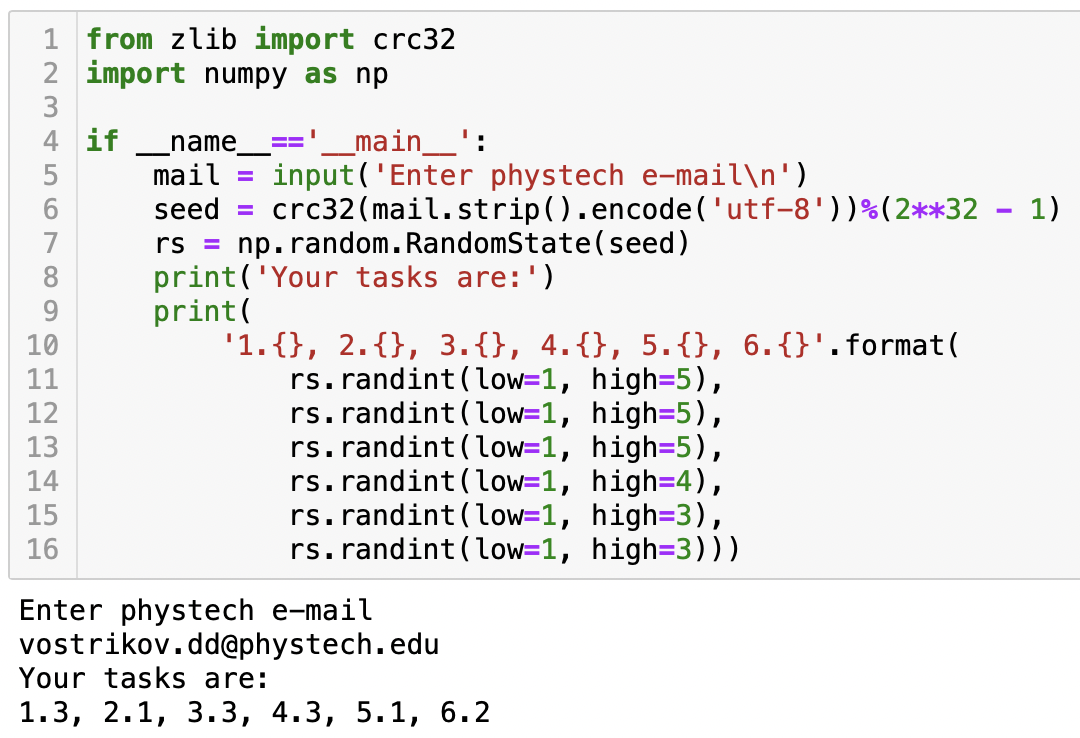 1 from zlib import crc32
2 import numpy as np
3
4 if __name__=='__main__':
5     mail = input('Enter phystech e-mail\n')
6     seed = crc32(mail.strip().encode('utf-8'))%(2**32 - 1)
7     rs = np.random.RandomState(seed)
8     print('Your tasks are:')
9     print(
10         '1.{}, 2.{}, 3.{}, 4.{}, 5.{}, 6.{}'.format(
11             rs.randint(low=1, high=5),
12             rs.randint(low=1, high=5),
13             rs.randint(low=1, high=5),
14             rs.randint(low=1, high=4),
15             rs.randint(low=1, high=3),
16             rs.randint(low=1, high=3)))
Enter phystech e-mail
vostrikov.dd@phystech.edu
Your tasks are:
1.3, 2.1, 3.3, 4.3, 5.1, 6.2